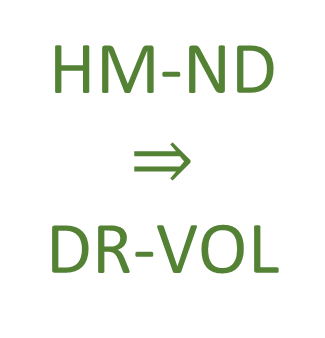 HM-ND
⇒
DR-VOL